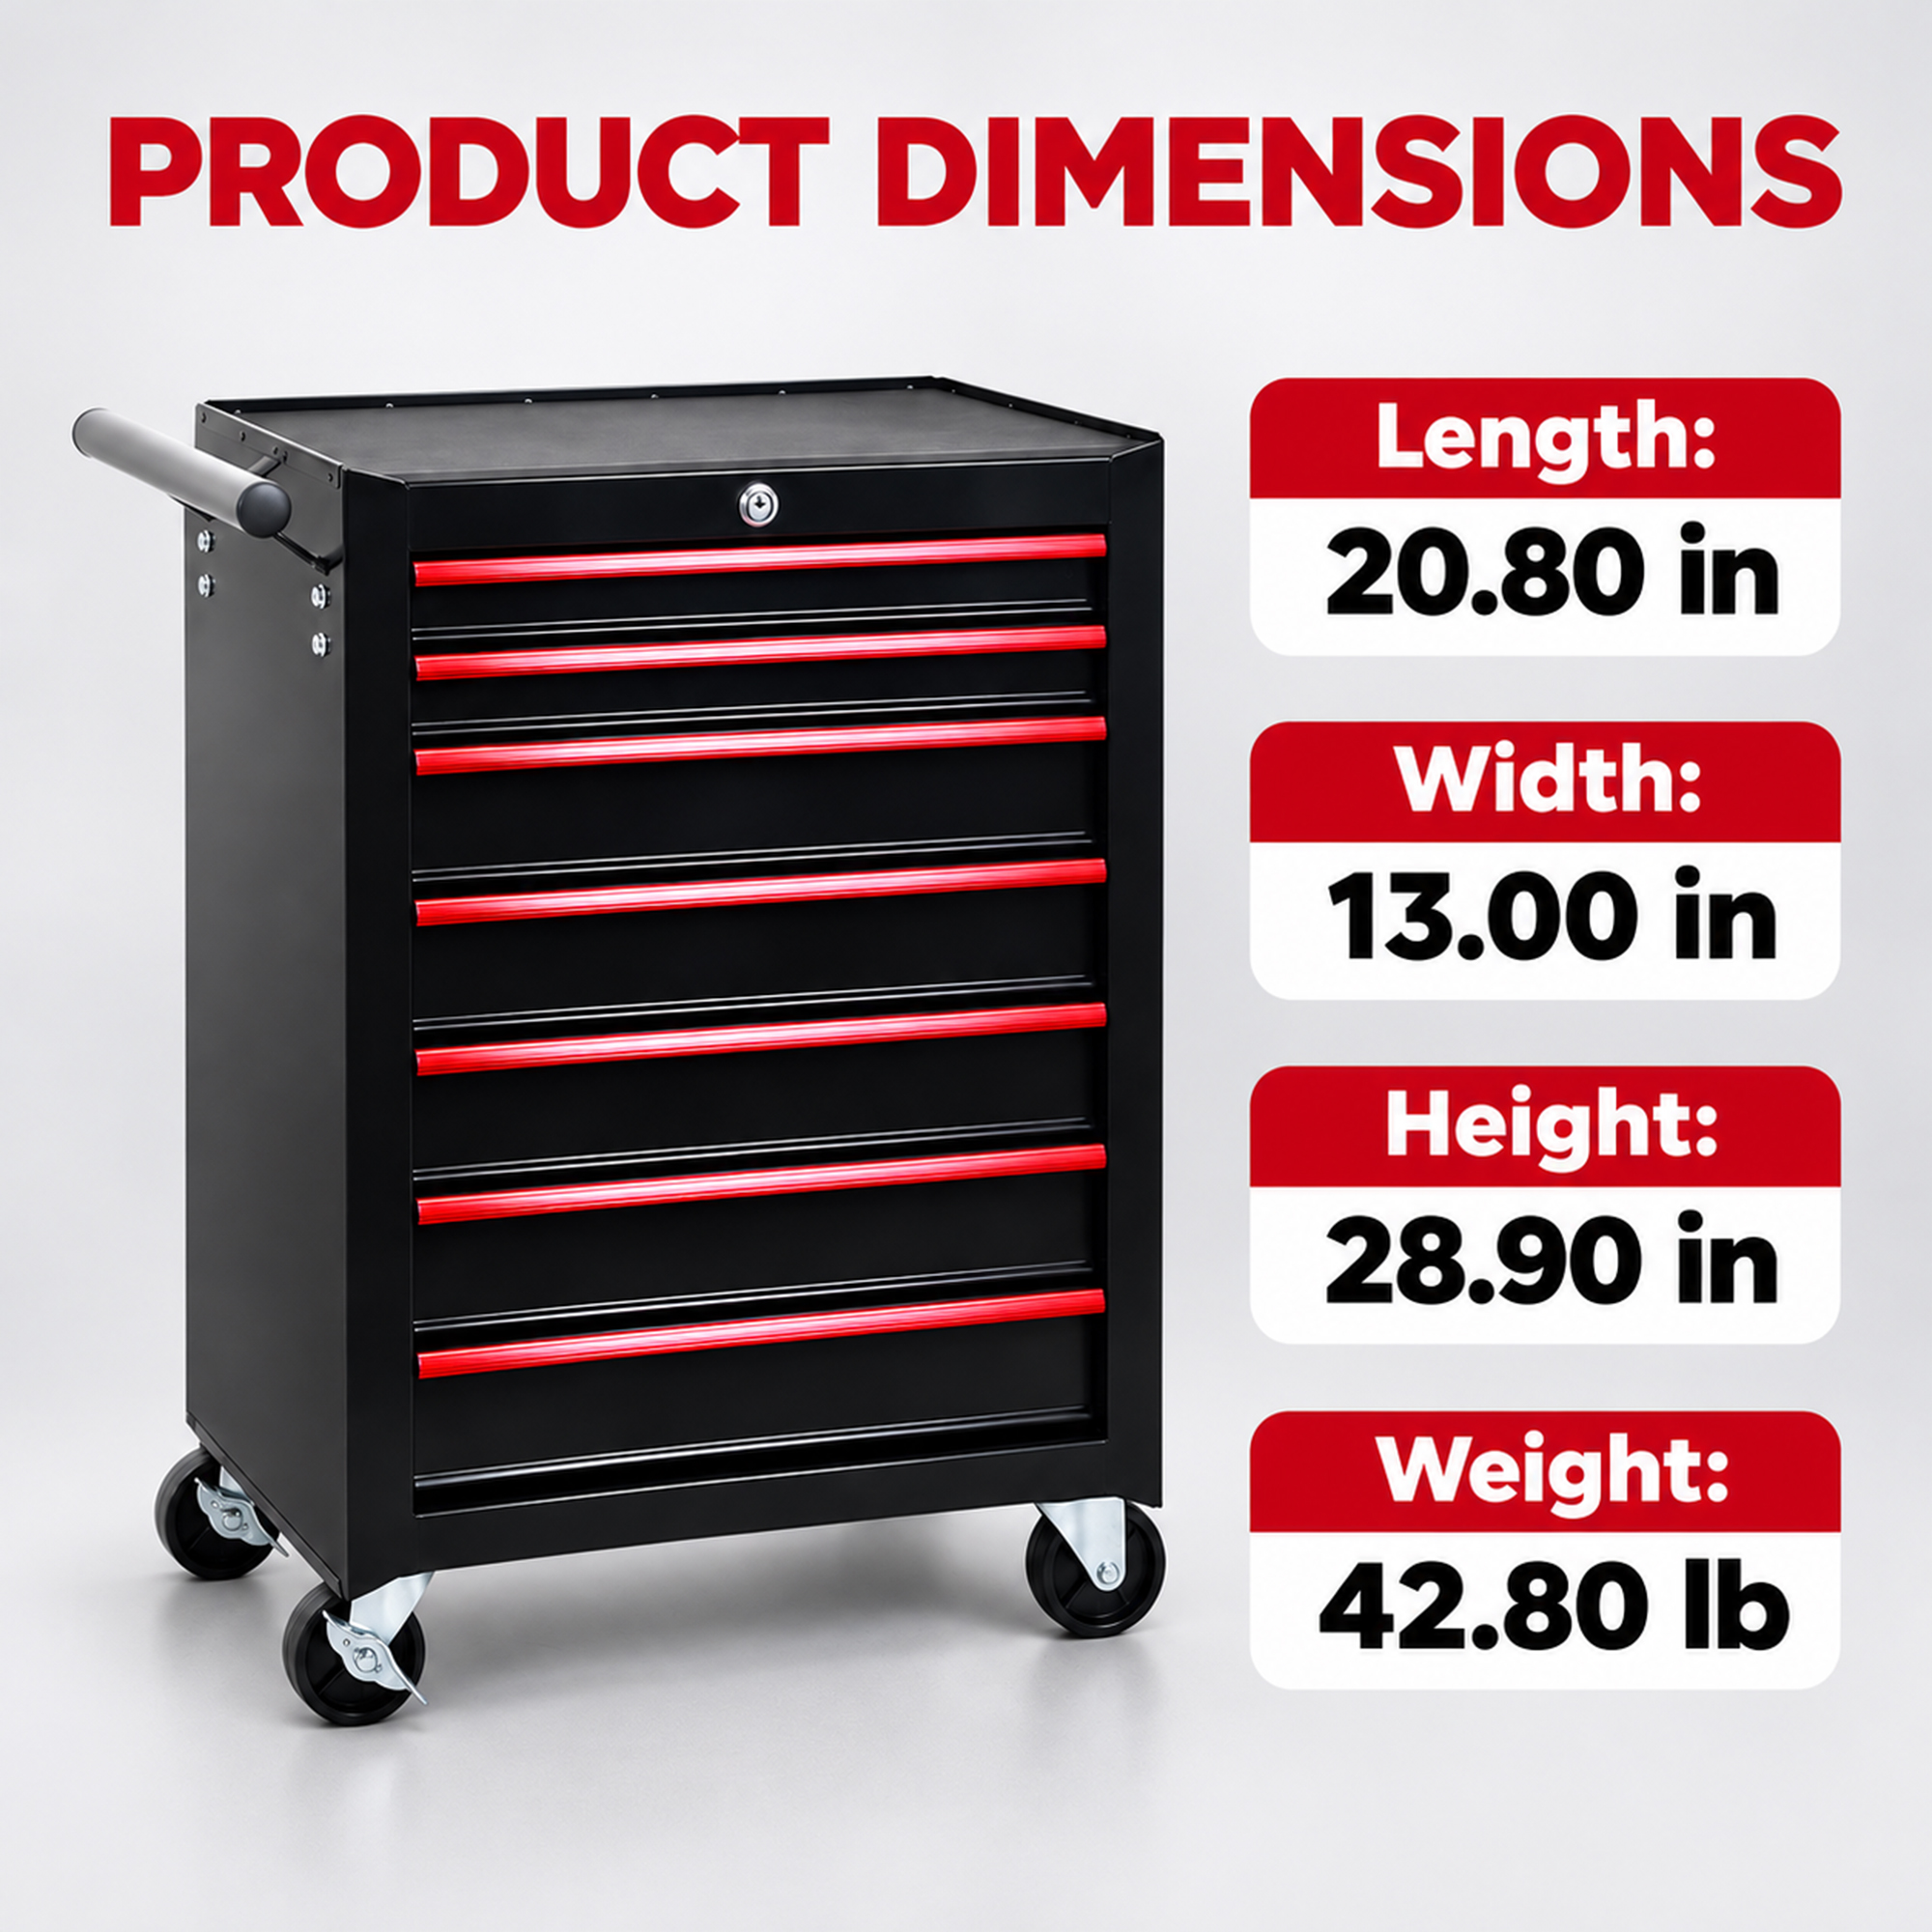 PRODUCT DIMENSIONS
Length:
20.80 in
Width:
13.00 in
Height:
28.90 in
Weight:
42.80 lb